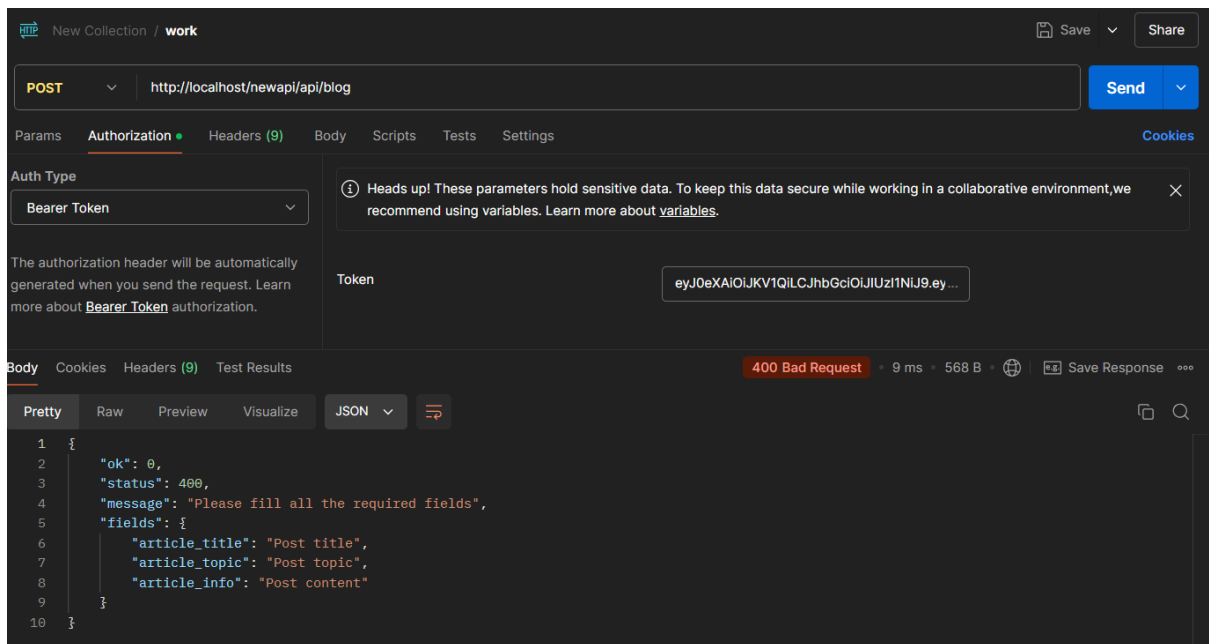 HTTP New Collection / work Save Share
POST http://localhost/newapi/api/blog Send
Params Authorization Headers (9) Body Scripts Tests Settings Cookies
Auth Type
Bearer Token
The authorization header will be automatically
generated when you send the request. Learn
more about Bearer Token authorization.
Heads up! These parameters hold sensitive data. To keep this data secure while working in a collaborative environment,we
recommend using variables. Learn more about variables.
Token eyJ0eXAiOiJKV1QiLCJhbGciOiJIUzI1NiJ9.ey...
Body Cookies Headers (9) Test Results 400 Bad Request 9 ms 568 B e.g. Save Response
Pretty Raw Preview Visualize JSON
1 {
2 "ok": 0,
3 "status": 400,
4 "message": "Please fill all the required fields",
5 "fields": {
6 "article_title": "Post title",
7 "article_topic": "Post topic",
8 "article_info": "Post content"
9 }
10 }